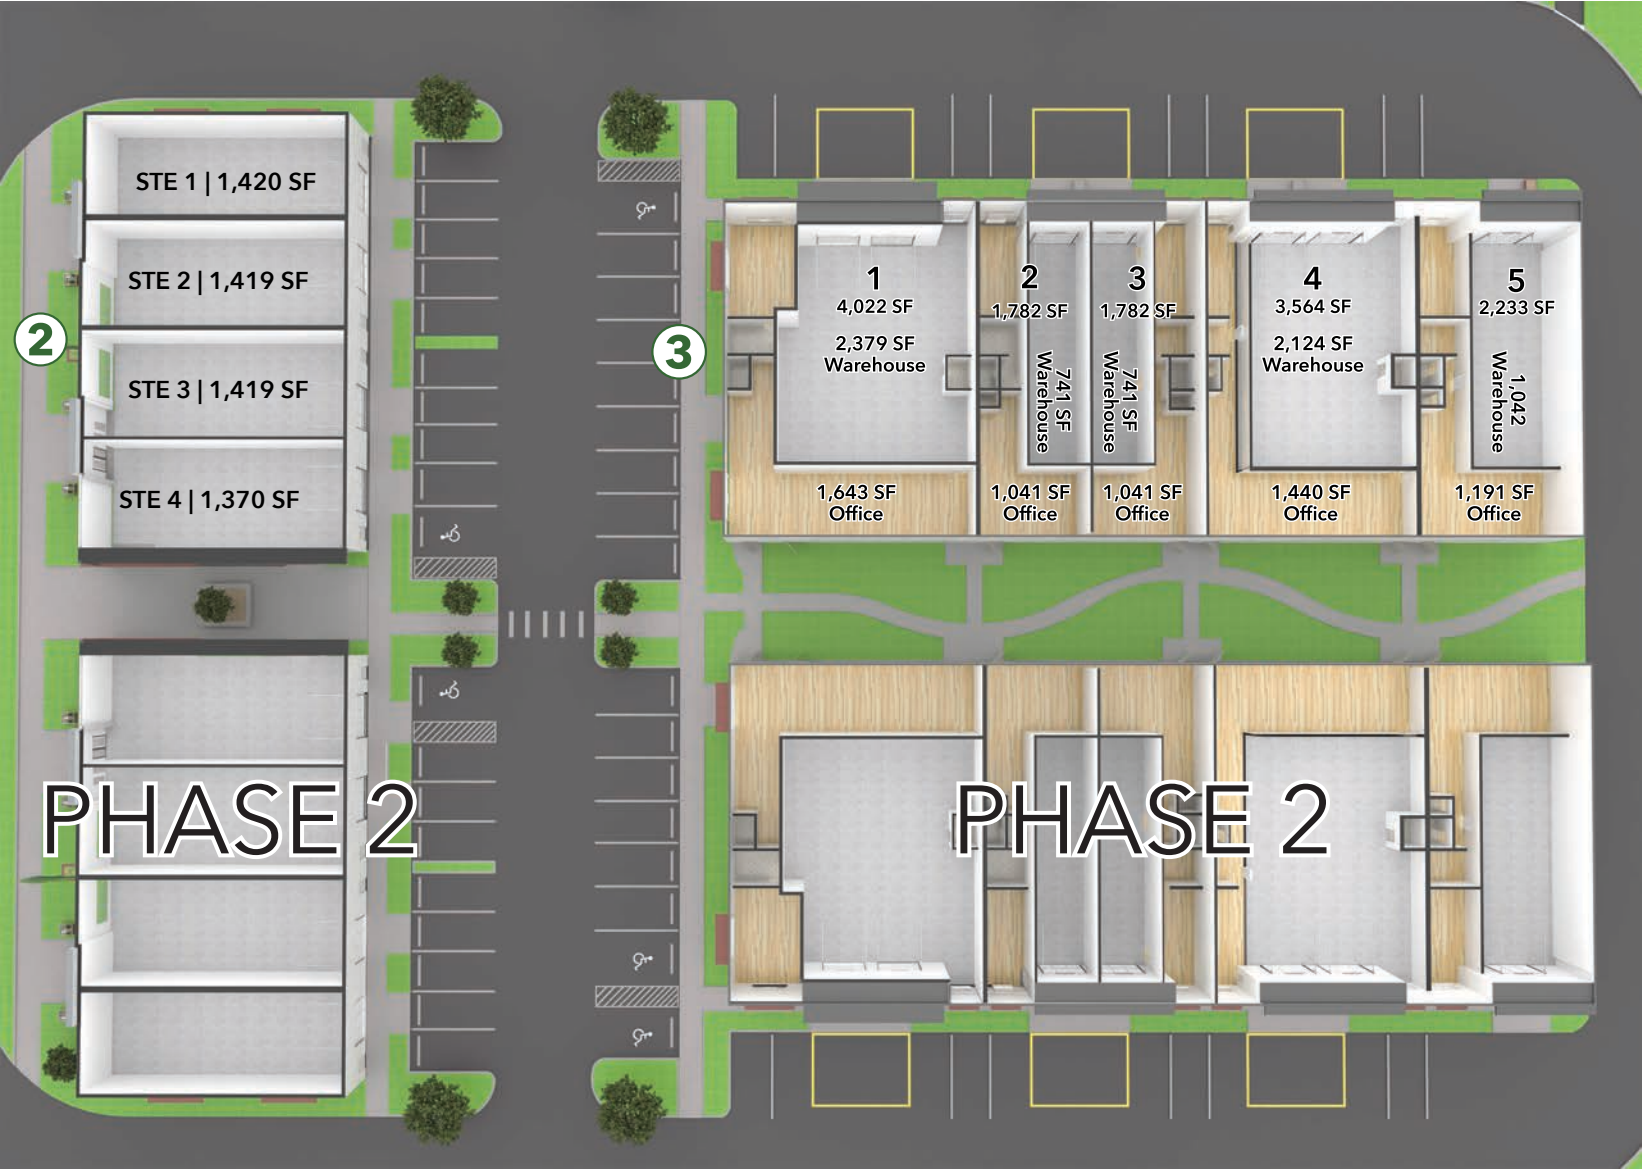 STE 1 | 1,420 SF
STE 2 | 1,419 SF
STE 3 | 1,419 SF
STE 4 | 1,370 SF
2
3
1
4,022 SF
2,379 SF
Warehouse
1,643 SF
Office
2
1,782 SF
741 SF
Warehouse
1,041 SF
Office
3
1,782 SF
741 SF
Warehouse
1,041 SF
Office
4
3,564 SF
2,124 SF
Warehouse
1,440 SF
Office
5
2,233 SF
1,042
Warehouse
1,191 SF
Office
PHASE 2
PHASE 2